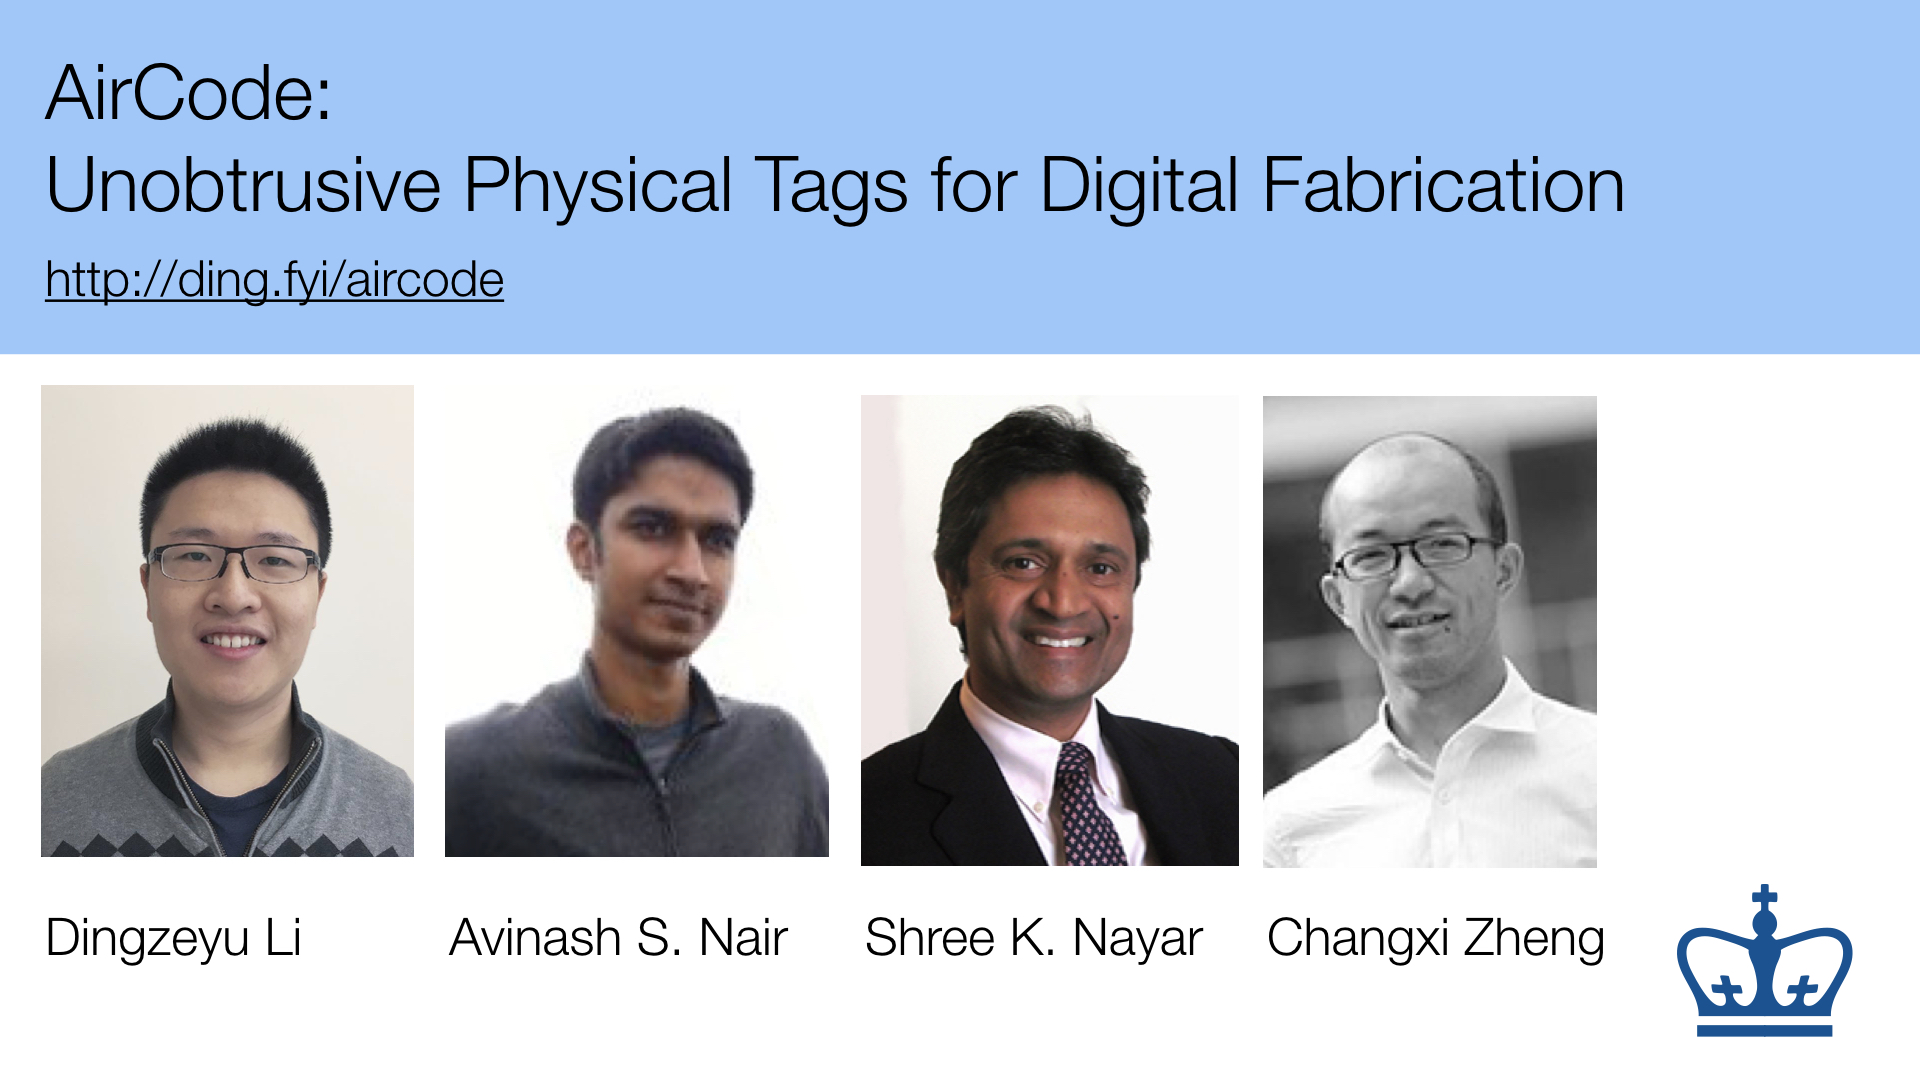 AirCode:
Unobtrusive Physical Tags for Digital Fabrication
http://ding.fyi/aircode
Dingzeyu Li
Avinash S. Nair
Shree K. Nayar
Changxi Zheng